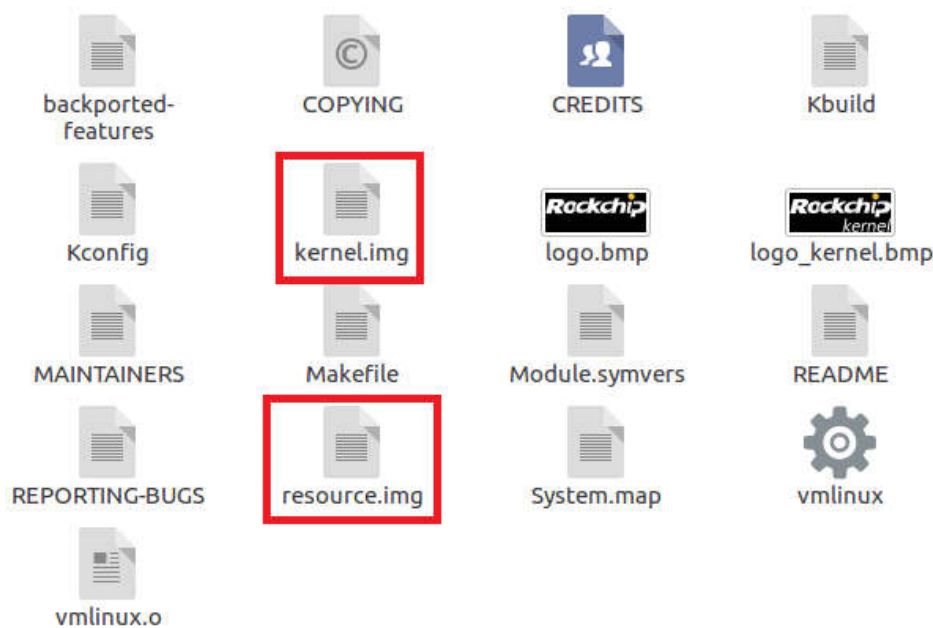 backported-
features
COPYING
CREDITS
Kbuild
Kconfig
kernel.img
Rockchip
logo.bmp
Rockchip
kernel
logo_kernel.bmp
MAINTAINERS
Makefile
Module.symvers
README
REPORTING-BUGS
resource.img
System.map
vmlinux
vmlinux.o